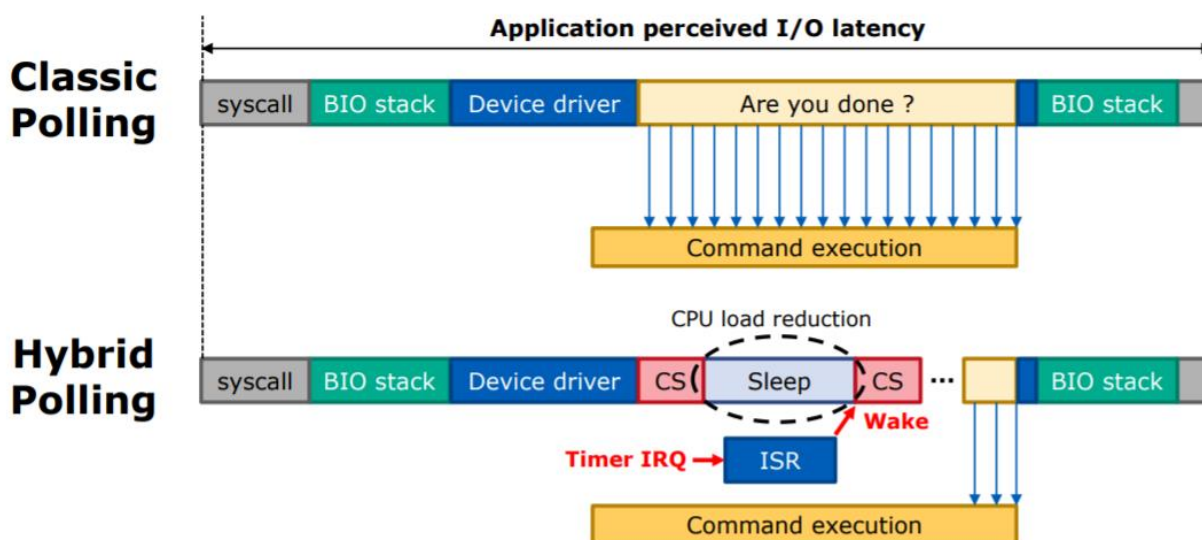 Application perceived I/O latency
Classic
Polling
syscall BIO stack Device driver Are you done ? BIO stack
Command execution
CPU load reduction
Hybrid
Polling
syscall BIO stack Device driver CS Sleep CS ... BIO stack
Wake
Timer IRQ ISR
Command execution